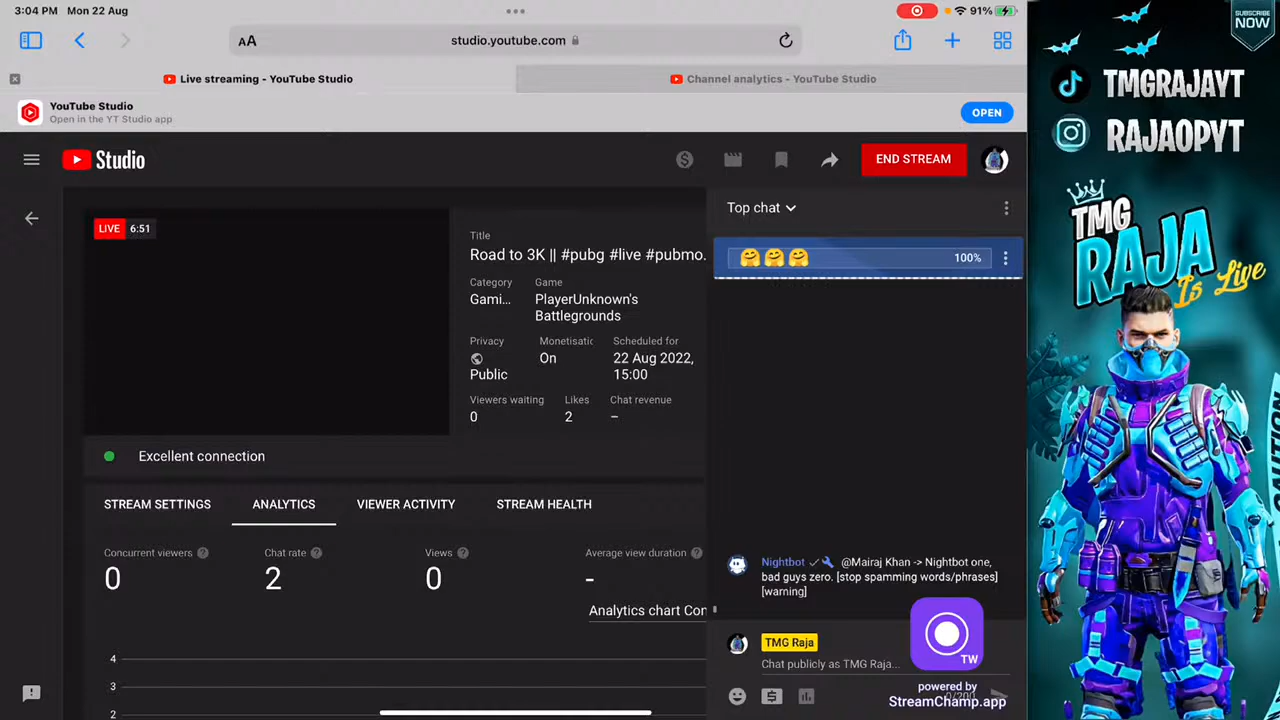 3:04 PM Mon 22 Aug
91%
AA
studio.youtube.com
Live streaming - YouTube Studio
Channel analytics - YouTube Studio
YouTube Studio
Open in the YT Studio app
OPEN
Studio
END STREAM
LIVE 6:51
Title
Road to 3K || #pubg #live #pubmo.
Category
Game
Gami...
PlayerUnknown's
Battlegrounds
Privacy
Monetisatic
Scheduled for
Public
On
22 Aug 2022,
15:00
Viewers waiting
Likes
Chat revenue
0
2
–
Excellent connection
STREAM SETTINGS
ANALYTICS
VIEWER ACTIVITY
STREAM HEALTH
Concurrent viewers
Chat rate
Views
Average view duration
0
2
0
-
Analytics chart Con
4
3
2
Top chat
🤗🤗🤗 100%
Nightbot @Mairaj Khan -> Nightbot one,
bad guys zero. [stop spamming words/phrases]
[warning]
TMG Raja
Chat publicly as TMG Raja...
0/200
TW
powered by
StreamChamp.app
SUBSCRIBE
NOW
TMGRAJAYT
RAJAOPYT
TMG
RAJA
Is Live